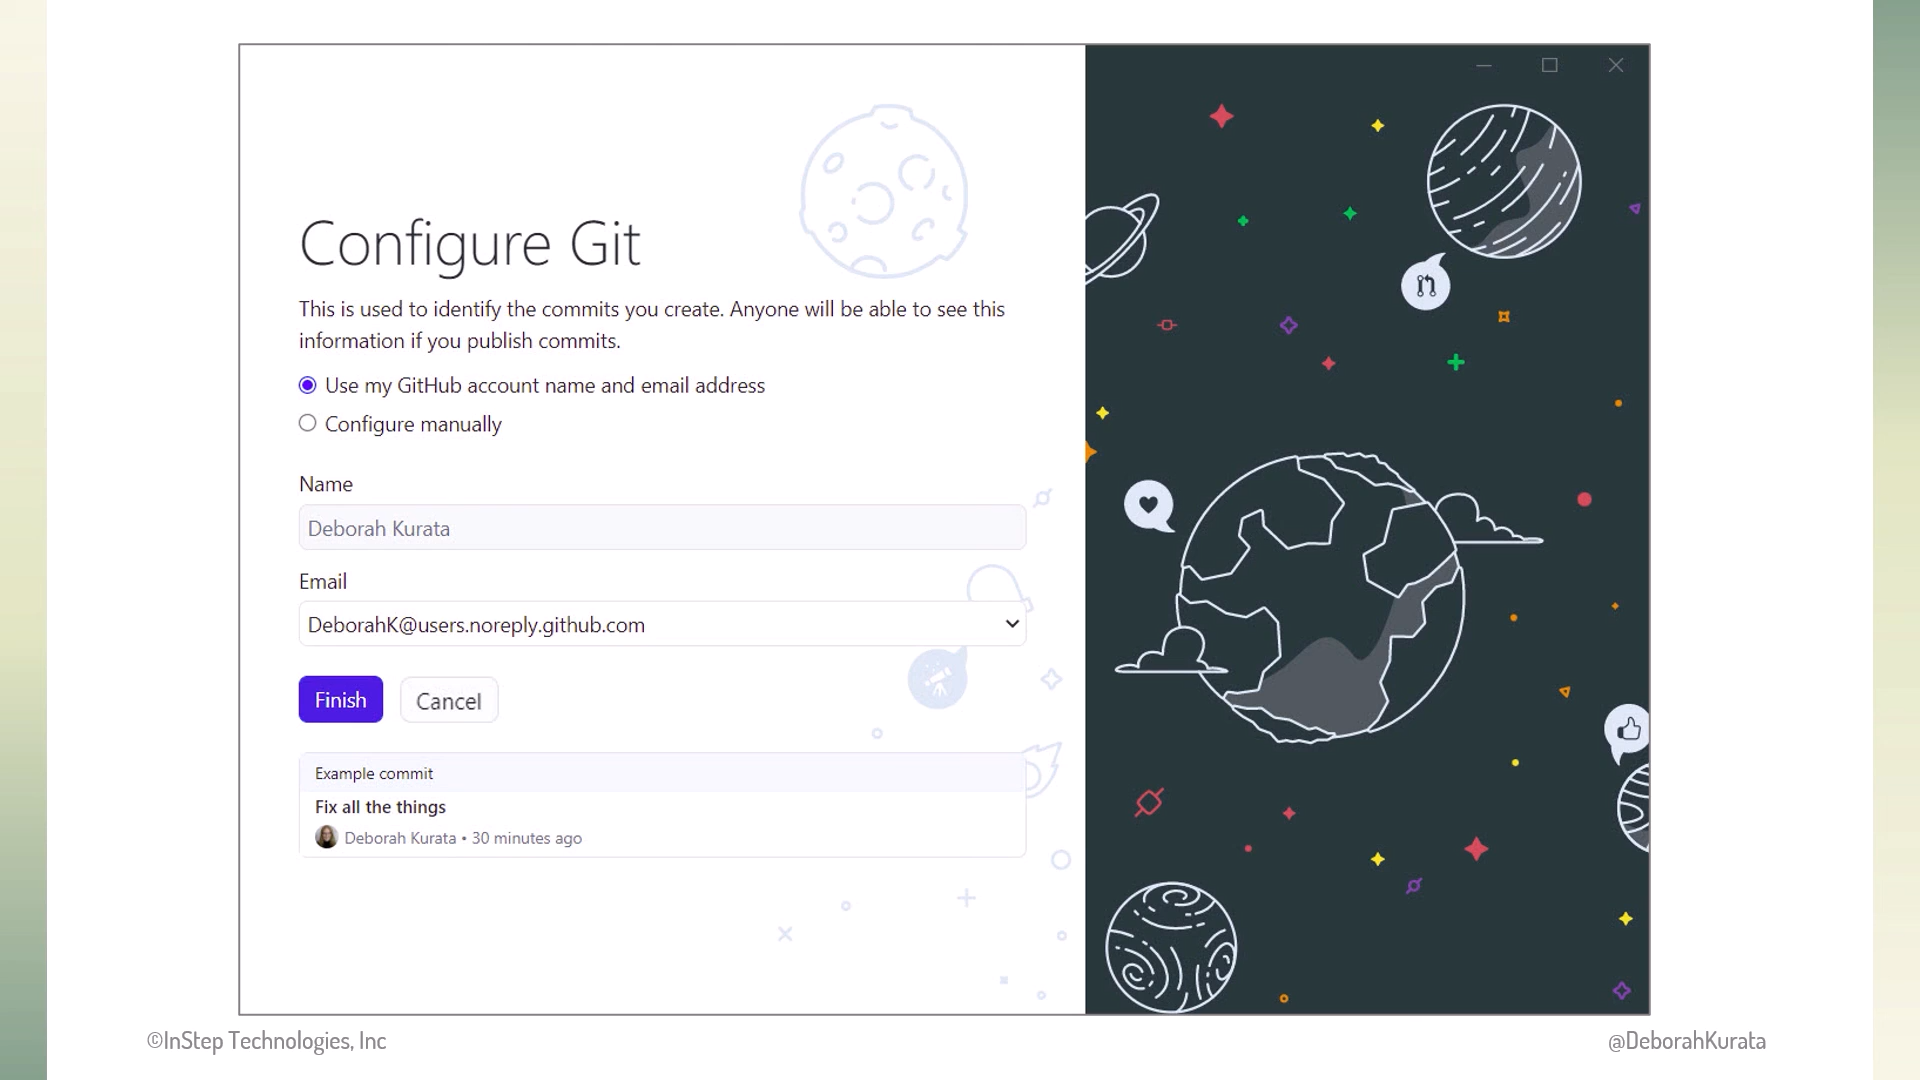 Configure Git
This is used to identify the commits you create. Anyone will be able to see this
information if you publish commits.
Use my GitHub account name and email address
Configure manually
Name
Deborah Kurata
Email
DeborahK@users.noreply.github.com
Finish
Cancel
Example commit
Fix all the things
Deborah Kurata • 30 minutes ago
©InStep Technologies, Inc
@DeborahKurata